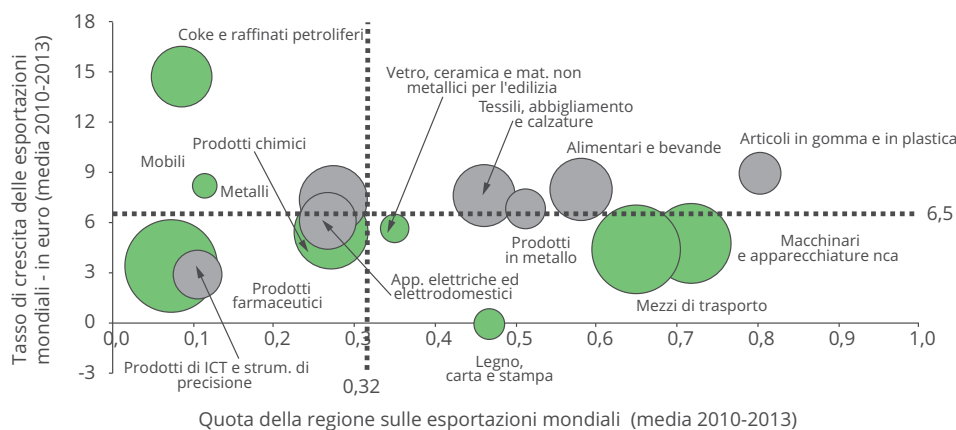 Tasso di crescita delle esportazioni
mondiali - in euro (media 2010-2013)
18
15
12
9
6
3
0
-3
Coke e raffinati petroliferi
Vetro, ceramica e mat. non
metallici per l'edilizia
Tessili, abbigliamento
e calzature
Prodotti chimici
Alimentari e bevande
Articoli in gomma e in plastica
Mobili
Metalli
6,5
Prodotti
in metallo
Macchinari
e apparecchiature nca
App. elettriche ed
elettrodomestici
Prodotti
farmaceutici
Mezzi di trasporto
0,0
0,1
0,2
0,3
0,4
0,5
0,6
0,7
0,8
0,9
1,0
Prodotti di ICT e strum. di
precisione
Legno,
carta e stampa
0,32
Quota della regione sulle esportazioni mondiali (media 2010-2013)